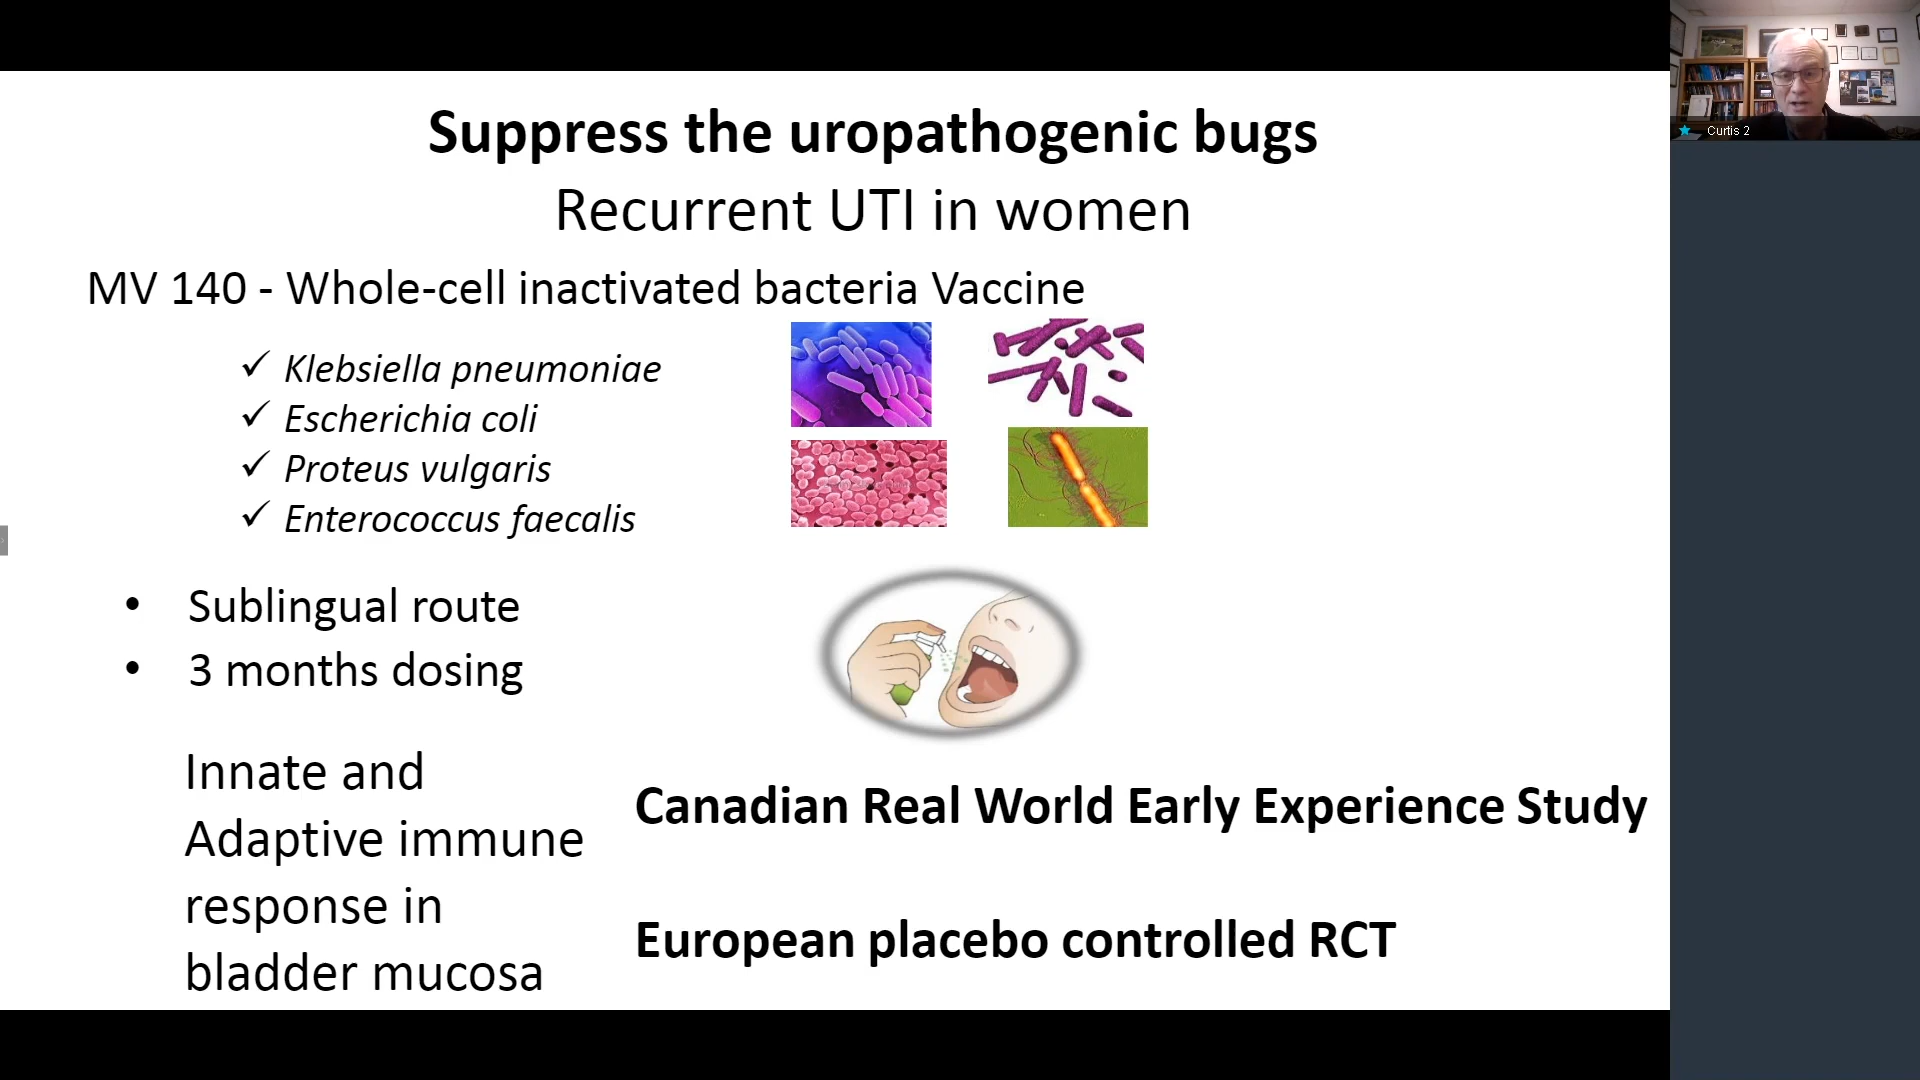 Suppress the uropathogenic bugs
Recurrent UTI in women
MV 140 - Whole-cell inactivated bacteria Vaccine
✓ Klebsiella pneumoniae
✓ Escherichia coli
✓ Proteus vulgaris
✓ Enterococcus faecalis
• Sublingual route
• 3 months dosing
Innate and
Adaptive immune
response in
bladder mucosa
Canadian Real World Early Experience Study
European placebo controlled RCT
Curtis 2